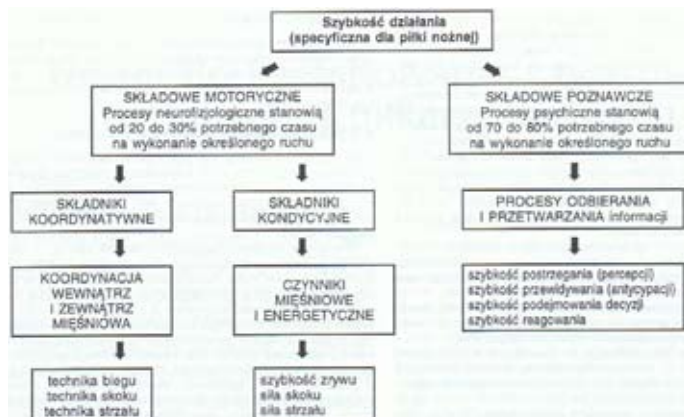 Szybkość działania
(specyficzna dla piłki nożnej)
SKŁADOWE MOTORYCZNE
Procesy neurofizjologiczne stanowią
od 20 do 30% potrzebnego czasu
na wykonanie określonego ruchu
SKŁADOWE POZNAWCZE
Procesy psychiczne stanowią
od 70 do 80% potrzebnego czasu
na wykonanie określonego ruchu
SKŁADNIKI
KOORDYNATYWNE
SKŁADNIKI
KONDYCYJNE
PROCESY ODBIERANIA
I PRZETWARZANIA informacji
KOORDYNACJA
WEWNĄTRZ
I ZEWNĄTRZ
MIĘŚNIOWA
CZYNNIKI
MIĘŚNIOWE
I ENERGETYCZNE
szybkość postrzegania (percepcji)
szybkość przewidywania (antycypacji)
szybkość podejmowania decyzji
szybkość reagowania
technika biegu
technika skoku
technika strzału
szybkość zrywu
siła skoku
siła strzału